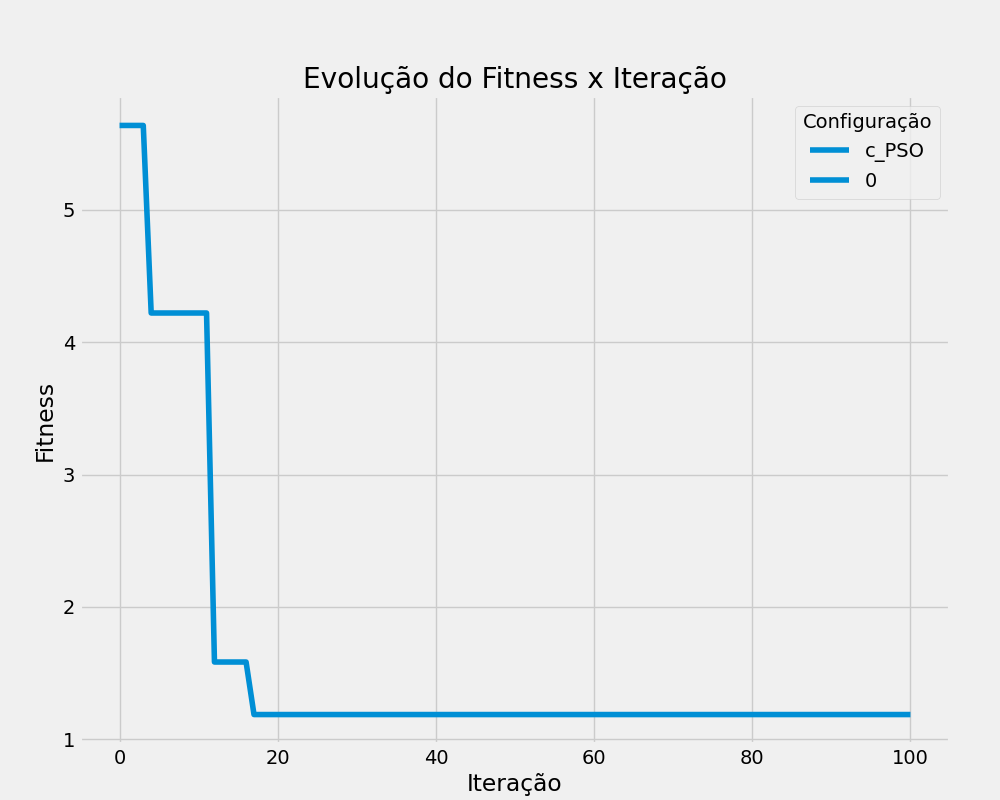 Evolução do Fitness x Iteração
Configuração
c_PSO
0
5
4
3
2
1
Fitness
0 20 40 60 80 100
Iteração